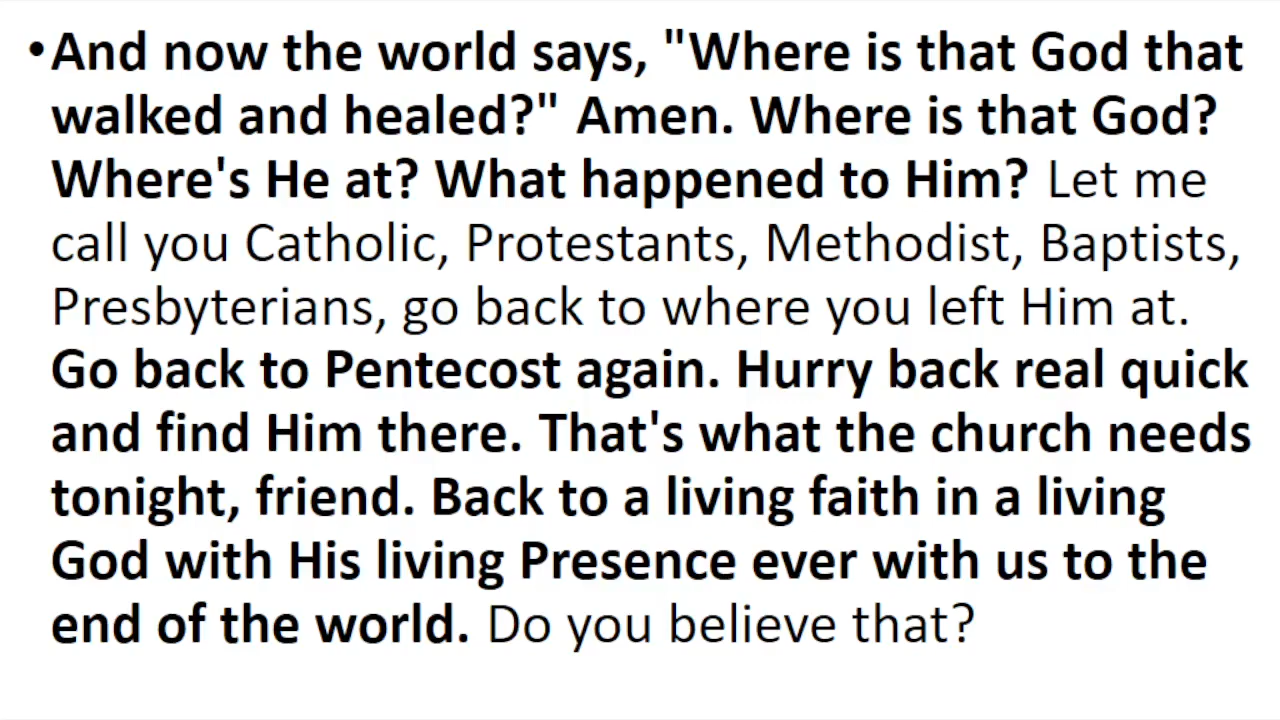 •And now the world says, "Where is that God that
walked and healed?" Amen. Where is that God?
Where's He at? What happened to Him? Let me
call you Catholic, Protestants, Methodist, Baptists,
Presbyterians, go back to where you left Him at.
Go back to Pentecost again. Hurry back real quick
and find Him there. That's what the church needs
tonight, friend. Back to a living faith in a living
God with His living Presence ever with us to the
end of the world. Do you believe that?